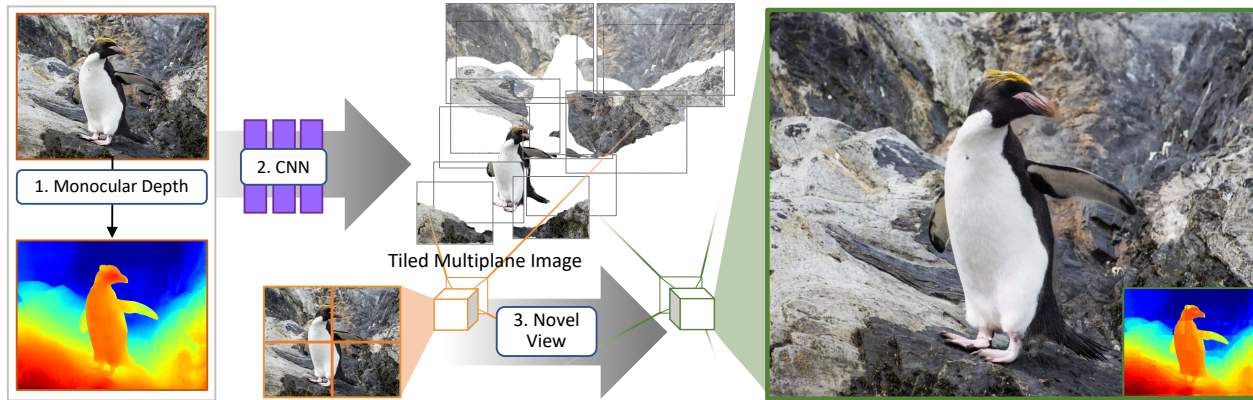 1. Monocular Depth
2. CNN
Tiled Multiplane Image
3. Novel
View